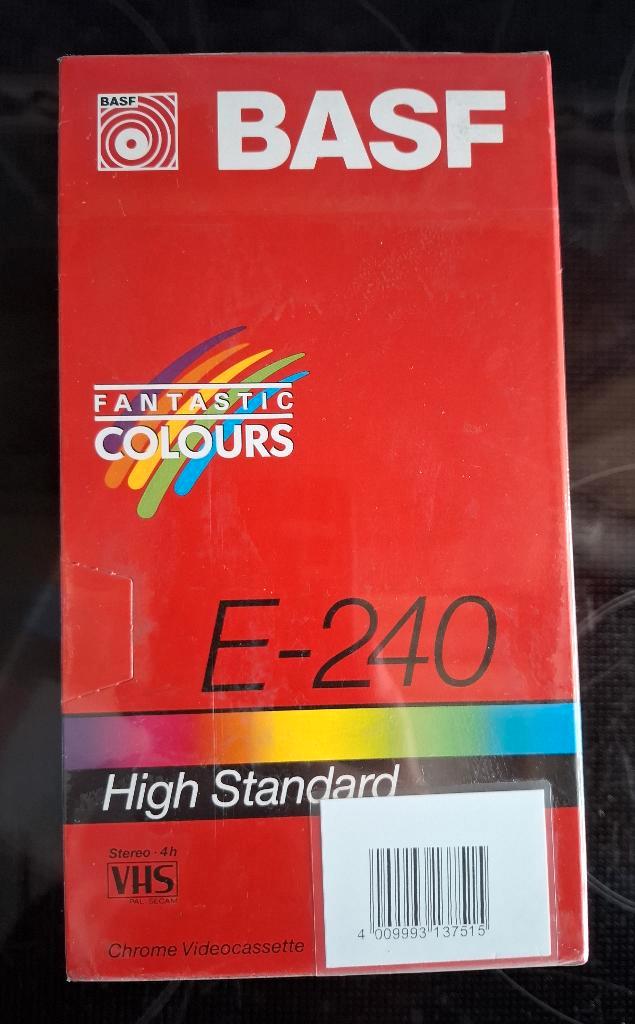 BASF
BASF
FANTASTIC
COLOURS
E-240
High Standard
Stereo · 4h
VHS
PAL SECAM
Chrome Videocassette
4 009993 137515